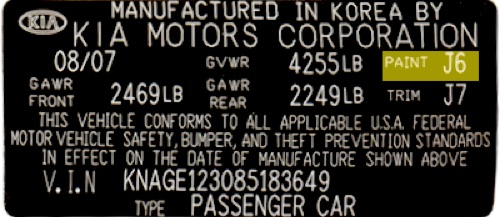 MANUFACTURED IN KOREA BY
KIA KIA MOTORS CORPORATION
08/07 GVWR 4255LB PAINT J6
GAWR FRONT 2469LB GAWR REAR 2249LB TRIM J7
THIS VEHICLE CONFORMS TO ALL APPLICABLE U.S.A. FEDERAL
MOTOR VEHICLE SAFETY, BUMPER, AND THEFT PREVENTION STANDARDS
IN EFFECT ON THE DATE OF MANUFACTURE SHOWN ABOVE
V.I.N KNAGE123085183649
TYPE PASSENGER CAR